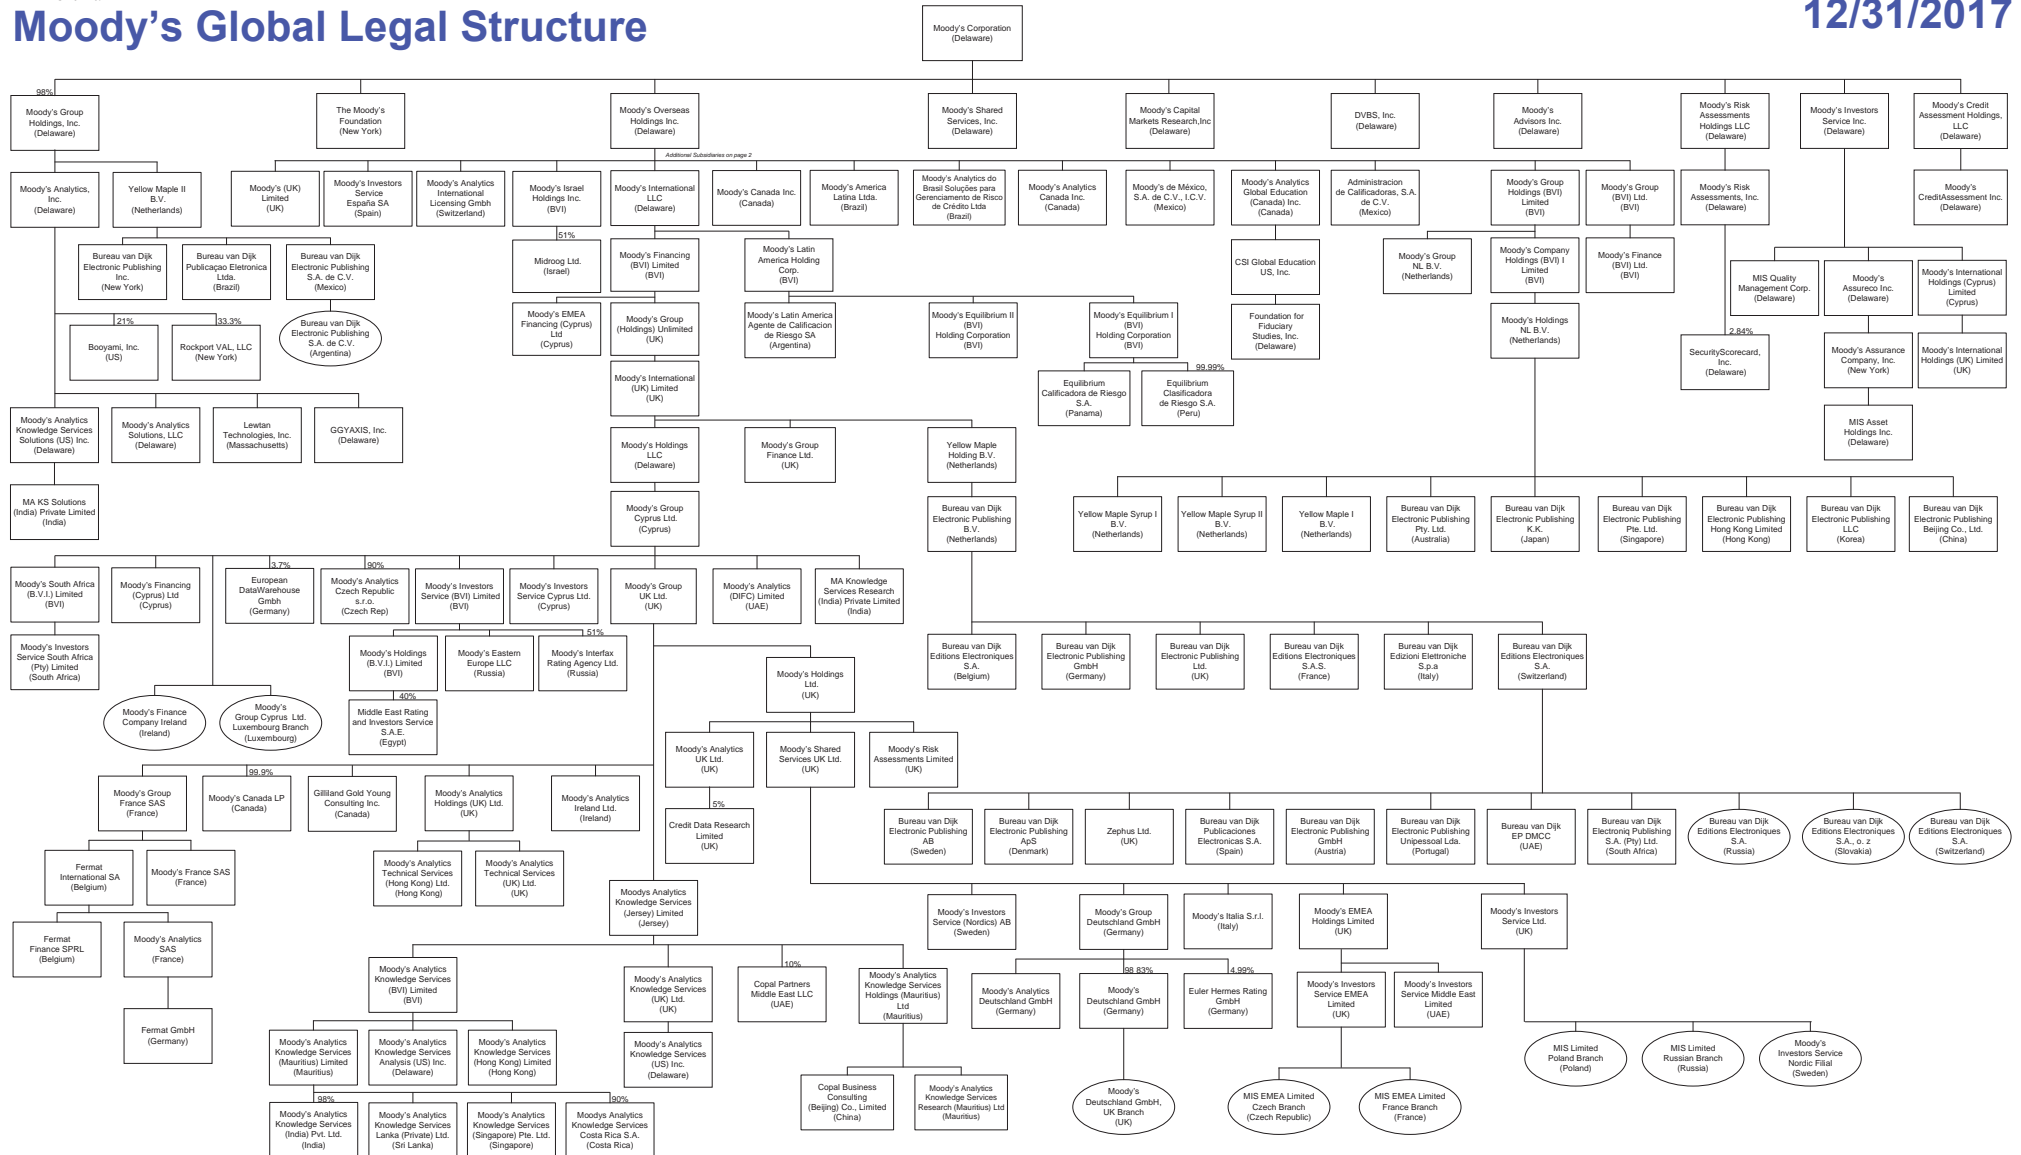 Moody's Global Legal Structure
12/31/2017
Moody's Corporation
(Delaware)
98%
Moody's Group
Holdings, Inc.
(Delaware)
The Moody's
Foundation
(New York)
Moody's Overseas
Holdings Inc.
(Delaware)
Moody's Shared
Services, Inc.
(Delaware)
Moody's Capital
Markets Research,Inc
(Delaware)
DVBS, Inc.
(Delaware)
Moody's
Advisors Inc.
(Delaware)
Moody's Risk
Assessments
Holdings LLC
(Delaware)
Moody's Investors
Service Inc.
(Delaware)
Moody's Credit
Assessment Holdings,
LLC
(Delaware)
Additional Subsidiaries on page 2
Moody's Analytics,
Inc.
(Delaware)
Yellow Maple II
B.V.
(Netherlands)
Moody's (UK)
Limited
(UK)
Moody's Investors
Service
España SA
(Spain)
Moody's Analytics
International
Licensing Gmbh
(Switzerland)
Moody's Israel
Holdings Inc.
(BVI)
Moody's International
LLC
(Delaware)
Moody's Canada Inc.
(Canada)
Moody's America
Latina Ltda.
(Brazil)
Moody's Analytics do
Brasil Soluções para
Gerenciamento de Risco
de Crédito Ltda
(Brazil)
Moody's Analytics
Canada Inc.
(Canada)
Moody's de México,
S.A. de C.V., I.C.V.
(Mexico)
Moody's Analytics
Global Education
(Canada) Inc.
(Canada)
Administracion
de Calificadoras, S.A.
de C.V.
(Mexico)
Moody's Group
Holdings (BVI)
Limited
(BVI)
Moody's Group
(BVI) Ltd.
(BVI)
Moody's Risk
Assessments, Inc.
(Delaware)
Moody's
CreditAssessment Inc.
(Delaware)
Bureau van Dijk
Electronic Publishing
Inc.
(New York)
Bureau van Dijk
Publicaçao Eletronica
Ltda.
(Brazil)
Bureau van Dijk
Electronic Publishing
S.A. de C.V.
(Mexico)
51%
Midroog Ltd.
(Israel)
Moody's Financing
(BVI) Limited
(BVI)
Moody's Latin
America Holding
Corp.
(BVI)
CSI Global Education
US, Inc.
Moody's Group
NL B.V.
(Netherlands)
Moody's Company
Holdings (BVI) I
Limited
(BVI)
Moody's Finance
(BVI) Ltd.
(BVI)
MIS Quality
Management Corp.
(Delaware)
Moody's
Assureco Inc.
(Delaware)
Moody's International
Holdings (Cyprus)
Limited
(Cyprus)
21%
Booyami, Inc.
(US)
33.3%
Rockport VAL, LLC
(New York)
Bureau van Dijk
Electronic Publishing
S.A. de C.V.
(Argentina)
Moody's EMEA
Financing (Cyprus)
Ltd
(Cyprus)
Moody's Group
(Holdings) Unlimited
(UK)
Moody's Latin America
Agente de Calificacion
de Riesgo SA
(Argentina)
Moody's Equilibrium II
(BVI)
Holding Corporation
(BVI)
Moody's Equilibrium I
(BVI)
Holding Corporation
(BVI)
Foundation for
Fiduciary
Studies, Inc.
(Delaware)
Moody's Holdings
NL B.V.
(Netherlands)
2.84%
SecurityScorecard,
Inc.
(Delaware)
Moody's Assurance
Company, Inc.
(New York)
Moody's International
Holdings (UK) Limited
(UK)
Moody's International
(UK) Limited
(UK)
Equilibrium
Calificadora de Riesgo
S.A.
(Panama)
99.99%
Equilibrium
Clasificadora
de Riesgo S.A.
(Peru)
Moody's Analytics
Knowledge Services
Solutions (US) Inc.
(Delaware)
Moody's Analytics
Solutions, LLC
(Delaware)
Lewtan
Technologies, Inc.
(Massachusetts)
GGYAXIS, Inc.
(Delaware)
Moody's Holdings
LLC
(Delaware)
Moody's Group
Finance Ltd.
(UK)
Yellow Maple
Holding B.V.
(Netherlands)
MIS Asset
Holdings Inc.
(Delaware)
MA KS Solutions
(India) Private Limited
(India)
Moody's Group
Cyprus Ltd.
(Cyprus)
Bureau van Dijk
Electronic Publishing
B.V.
(Netherlands)
Yellow Maple Syrup I
B.V.
(Netherlands)
Yellow Maple Syrup II
B.V.
(Netherlands)
Yellow Maple I
B.V.
(Netherlands)
Bureau van Dijk
Electronic Publishing
Pty. Ltd.
(Australia)
Bureau van Dijk
Electronic Publishing
K.K.
(Japan)
Bureau van Dijk
Electronic Publishing
Pte. Ltd.
(Singapore)
Bureau van Dijk
Electronic Publishing
Hong Kong Limited
(Hong Kong)
Bureau van Dijk
Electronic Publishing
LLC
(Korea)
Bureau van Dijk
Electronic Publishing
Beijing Co., Ltd.
(China)
Moody's South Africa
(B.V.I.) Limited
(BVI)
Moody's Financing
(Cyprus) Ltd
(Cyprus)
3.7%
European
DataWarehouse
Gmbh
(Germany)
90%
Moody's Analytics
Czech Republic
s.r.o.
(Czech Rep)
Moody's Investors
Service (BVI) Limited
(BVI)
Moody's Investors
Service Cyprus Ltd.
(Cyprus)
Moody's Group
UK Ltd.
(UK)
Moody's Analytics
(DIFC) Limited
(UAE)
MA Knowledge
Services Research
(India) Private Limited
(India)
Moody's Investors
Service South Africa
(Pty) Limited
(South Africa)
Moody's Holdings
(B.V.I.) Limited
(BVI)
Moody's Eastern
Europe LLC
(Russia)
51%
Moody's Interfax
Rating Agency Ltd.
(Russia)
Moody's Holdings
Ltd.
(UK)
Bureau van Dijk
Editions Electroniques
S.A.
(Belgium)
Bureau van Dijk
Electronic Publishing
GmbH
(Germany)
Bureau van Dijk
Electronic Publishing
Ltd.
(UK)
Bureau van Dijk
Editions Electroniques
S.A.S.
(France)
Bureau van Dijk
Edizioni Elettroniche
S.p.a
(Italy)
Bureau van Dijk
Editions Electroniques
S.A.
(Switzerland)
Moody's Finance
Company Ireland
(Ireland)
Moody's
Group Cyprus Ltd.
Luxembourg Branch
(Luxembourg)
40%
Middle East Rating
and Investors Service
S.A.E.
(Egypt)
Moody's Analytics
UK Ltd.
(UK)
Moody's Shared
Services UK Ltd.
(UK)
Moody's Risk
Assessments Limited
(UK)
Moody's Group
France SAS
(France)
99.9%
Moody's Canada LP
(Canada)
Gilliland Gold Young
Consulting Inc.
(Canada)
Moody's Analytics
Holdings (UK) Ltd.
(UK)
Moody's Analytics
Ireland Ltd.
(Ireland)
5%
Credit Data Research
Limited
(UK)
Bureau van Dijk
Electronic Publishing
AB
(Sweden)
Bureau van Dijk
Electronic Publishing
ApS
(Denmark)
Zephus Ltd.
(UK)
Bureau van Dijk
Publicaciones
Electronicas S.A.
(Spain)
Bureau van Dijk
Electronic Publishing
GmbH
(Austria)
Bureau van Dijk
Electronic Publishing
Unipessoal Lda.
(Portugal)
Bureau van Dijk
EP DMCC
(UAE)
Bureau van Dijk
Electroniq Publishing
S.A. (Pty) Ltd.
(South Africa)
Bureau van Dijk
Editions Electroniques
S.A.
(Russia)
Bureau van Dijk
Editions Electroniques
S.A., o. z
(Slovakia)
Bureau van Dijk
Editions Electroniques
S.A.
(Switzerland)
Fermat
International SA
(Belgium)
Moody's France SAS
(France)
Moody's Analytics
Technical Services
(Hong Kong) Ltd.
(Hong Kong)
Moody's Analytics
Technical Services
(UK) Ltd.
(UK)
Moodys Analytics
Knowledge Services
(Jersey) Limited
(Jersey)
Moody's Investors
Service (Nordics) AB
(Sweden)
Moody's Group
Deutschland GmbH
(Germany)
Moody's Italia S.r.l.
(Italy)
Moody's EMEA
Holdings Limited
(UK)
Moody's Investors
Service Ltd.
(UK)
Fermat
Finance SPRL
(Belgium)
Moody's Analytics
SAS
(France)
Moody's Analytics
Knowledge Services
(BVI) Limited
(BVI)
Moody's Analytics
Knowledge Services
(UK) Ltd.
(UK)
10%
Copal Partners
Middle East LLC
(UAE)
Moody's Analytics
Knowledge Services
Holdings (Mauritius)
Ltd
(Mauritius)
Moody's Analytics
Deutschland GmbH
(Germany)
98.83%
Moody's
Deutschland GmbH
(Germany)
4.99%
Euler Hermes Rating
GmbH
(Germany)
Moody's Investors
Service EMEA
Limited
(UK)
Moody's Investors
Service Middle East
Limited
(UAE)
Fermat GmbH
(Germany)
Moody's Analytics
Knowledge Services
(Mauritius) Limited
(Mauritius)
Moody's Analytics
Knowledge Services
Analysis (US) Inc.
(Delaware)
Moody's Analytics
Knowledge Services
(Hong Kong) Limited
(Hong Kong)
Moody's Analytics
Knowledge Services
(US) Inc.
(Delaware)
MIS Limited
Poland Branch
(Poland)
MIS Limited
Russian Branch
(Russia)
Moody's
Investors Service
Nordic Filial
(Sweden)
Copal Business
Consulting
(Beijing) Co., Limited
(China)
Moody's Analytics
Knowledge Services
Research (Mauritius) Ltd
(Mauritius)
Moody's
Deutschland GmbH,
UK Branch
(UK)
MIS EMEA Limited
Czech Branch
(Czech Republic)
MIS EMEA Limited
France Branch
(France)
98%
Moody's Analytics
Knowledge Services
(India) Pvt. Ltd.
(India)
Moody's Analytics
Knowledge Services
Lanka (Private) Ltd.
(Sri Lanka)
Moody's Analytics
Knowledge Services
(Singapore) Pte. Ltd.
(Singapore)
90%
Moodys Analytics
Knowledge Services
Costa Rica S.A.
(Costa Rica)